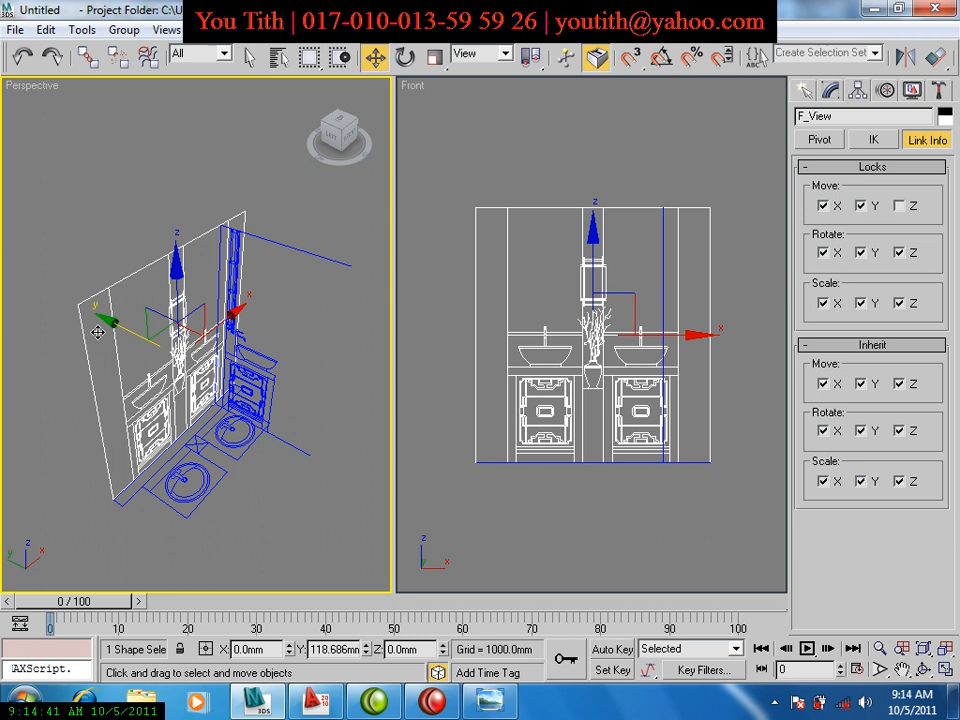 Untitled - Project Folder: C:\U
You Tith | 017-010-013-59 59 26 | youtith@yahoo.com
File Edit Tools Group Views
All View Create Selection Set
Perspective
Front
F_View
Pivot IK Link Info
- Locks
Move:
X Y Z
Rotate:
X Y Z
Scale:
X Y Z
- Inherit
Move:
X Y Z
Rotate:
X Y Z
Scale:
X Y Z
z
y x
z
x
z
y x
z
x
< 0 / 100 >
0 10 20 30 40 50 60 70 80 90 100
1 Shape Sele X: 0.0mm Y: 118.686mm Z: 0.0mm Grid = 1000.0mm Auto Key Selected
AXScript. Click and drag to select and move objects Add Time Tag Set Key Key Filters... 0
9:14:41 AM 10/5/2011
9:14 AM
10/5/2011